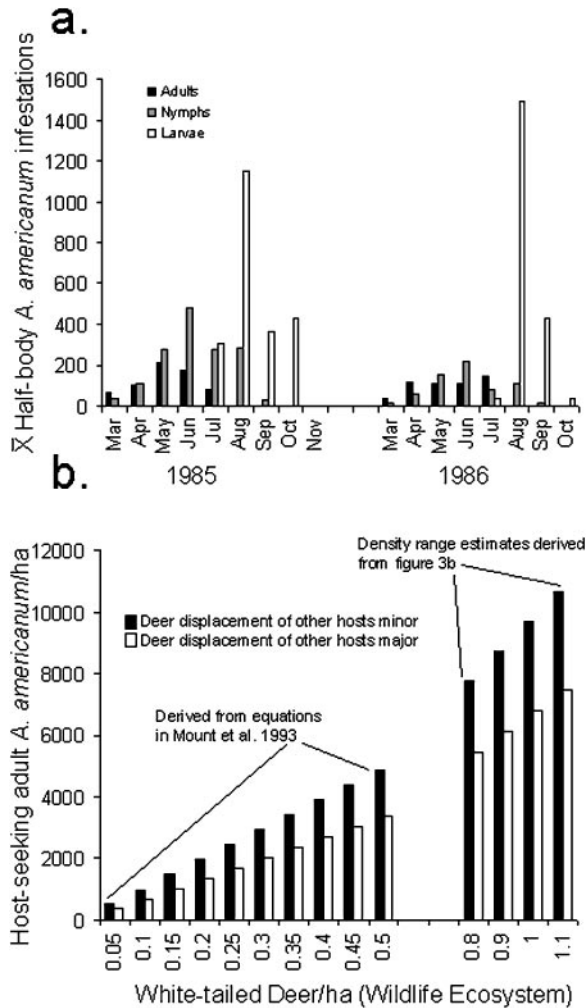 a.
X̅ Half-body A. americanum infestations
1600
1400
1200
1000
800
600
400
200
0
Adults
Nymphs
Larvae
Mar
Apr
May
Jun
Jul
Aug
Sep
Oct
Nov
Mar
Apr
May
Jun
Jul
Aug
Sep
Oct
1985
1986
b.
Host-seeking adult A. americanum/ha
12000
10000
8000
6000
4000
2000
0
Density range estimates derived
from figure 3b
Deer displacement of other hosts minor
Deer displacement of other hosts major
Derived from equations
in Mount et al. 1993
0.05
0.1
0.15
0.2
0.25
0.3
0.35
0.4
0.45
0.5
0.8
0.9
1
1.1
White-tailed Deer/ha (Wildlife Ecosystem)